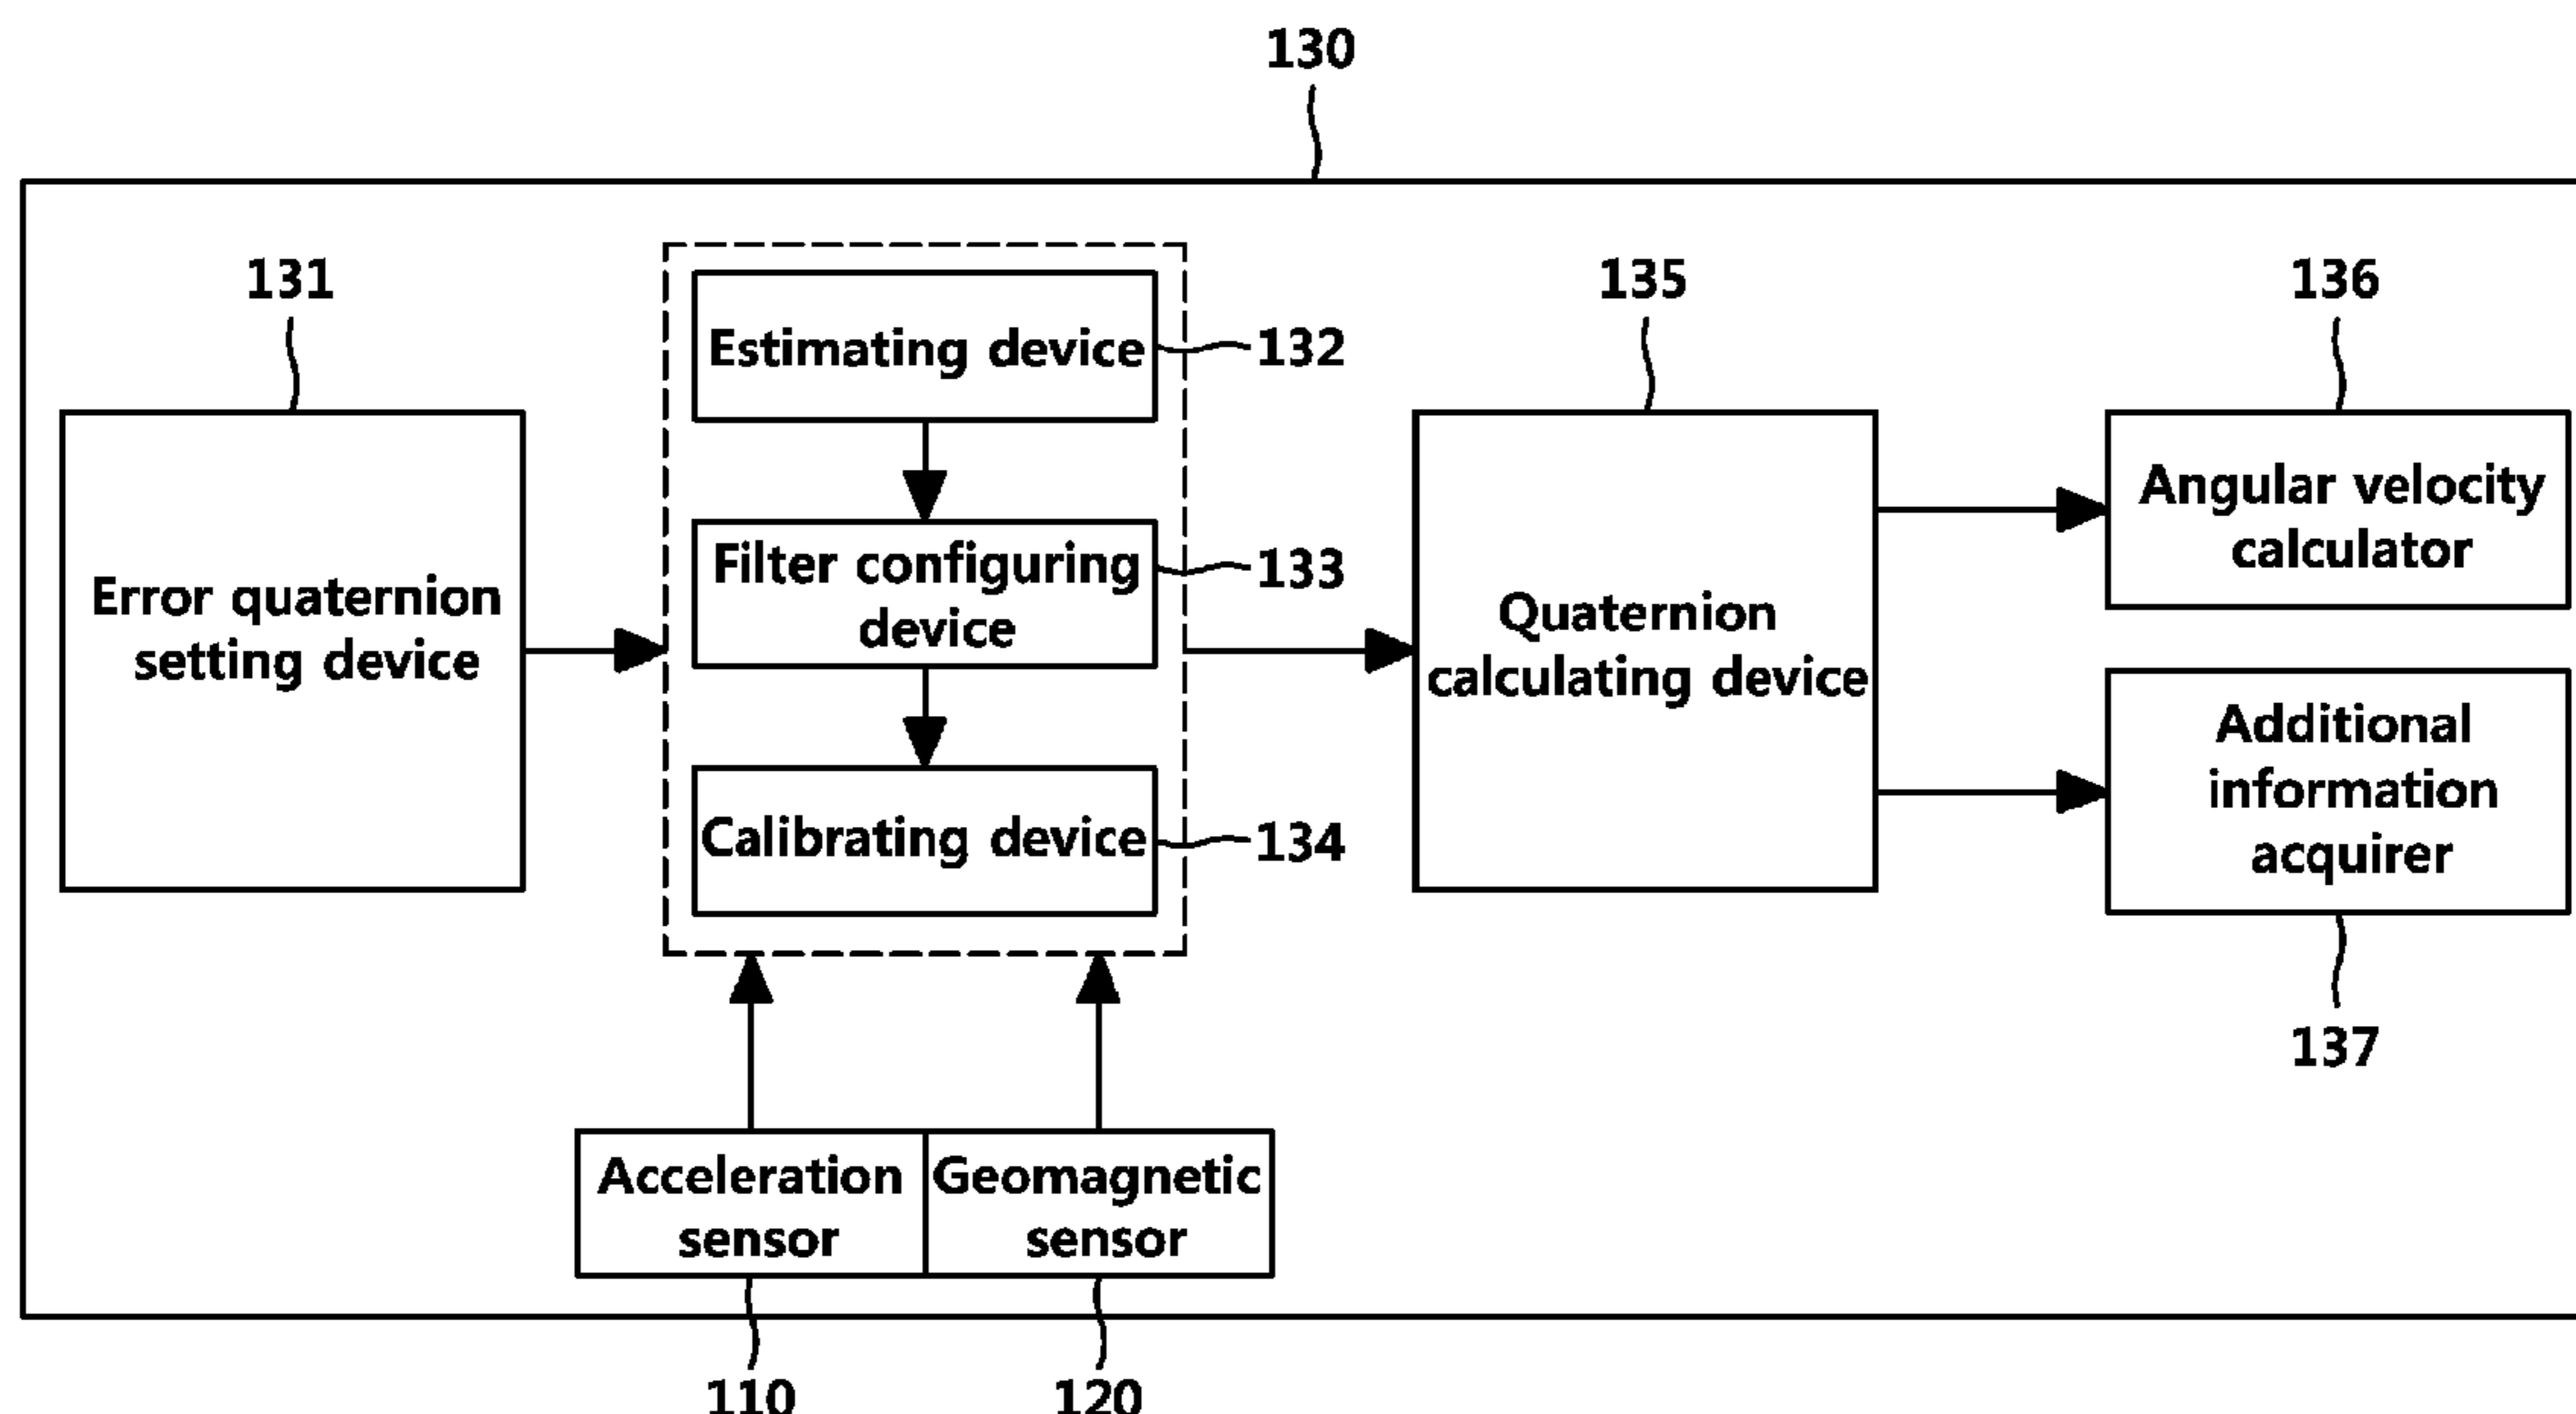 130
131
Error quaternion
setting device
Estimating device
132
Filter configuring
device
133
Calibrating device
134
135
Quaternion
calculating device
136
Angular velocity
calculator
Additional
information
acquirer
137
Acceleration
sensor
Geomagnetic
sensor
110
120